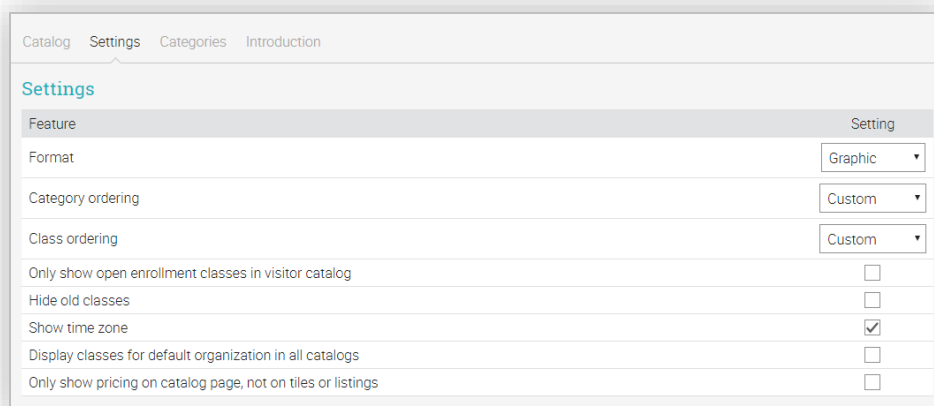 Catalog Settings Categories Introduction
Settings
Feature Setting
Format Graphic
Category ordering Custom
Class ordering Custom
Only show open enrollment classes in visitor catalog
Hide old classes
Show time zone
Display classes for default organization in all catalogs
Only show pricing on catalog page, not on tiles or listings